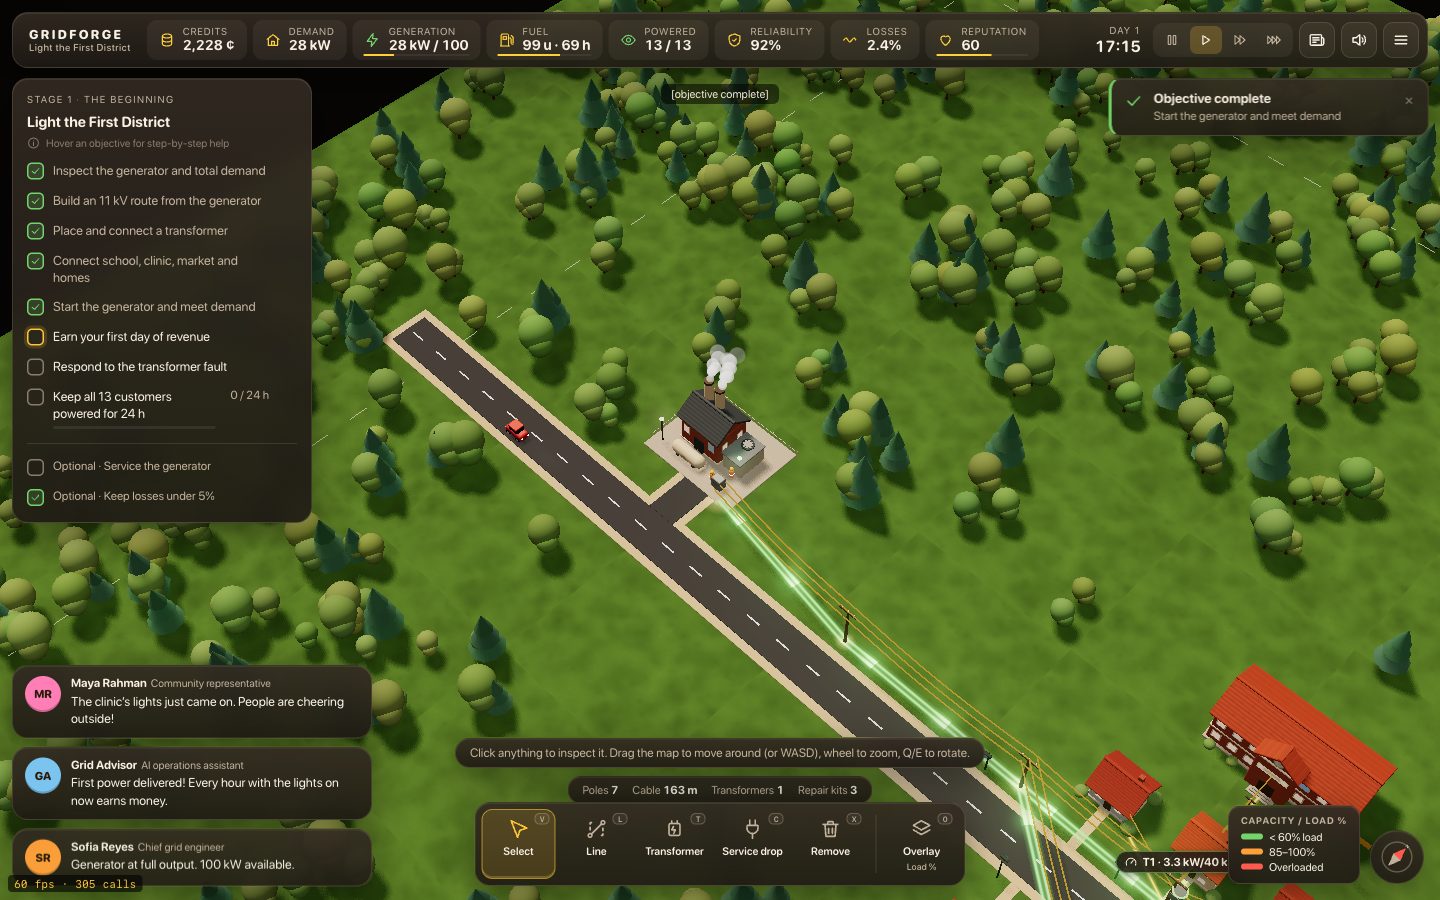 GRIDFORGE
Light the First District
CREDITS
2,228 ¢
DEMAND
28 kW
GENERATION
28 kW / 100
FUEL
99 u · 69 h
POWERED
13 / 13
RELIABILITY
92%
LOSSES
2.4%
REPUTATION
60
DAY 1
17:15
STAGE 1 · THE BEGINNING
Light the First District
Hover an objective for step-by-step help
Inspect the generator and total demand
Build an 11 kV route from the generator
Place and connect a transformer
Connect school, clinic, market and
homes
Start the generator and meet demand
Earn your first day of revenue
Respond to the transformer fault
Keep all 13 customers
powered for 24 h
0 / 24 h
Optional · Service the generator
Optional · Keep losses under 5%
[objective complete]
Objective complete
Start the generator and meet demand
MR
Maya Rahman Community representative
The clinic's lights just came on. People are cheering
outside!
GA
Grid Advisor AI operations assistant
First power delivered! Every hour with the lights on
now earns money.
SR
Sofia Reyes Chief grid engineer
Generator at full output. 100 kW available.
60 fps · 305 calls
Click anything to inspect it. Drag the map to move around (or WASD), wheel to zoom, Q/E to rotate.
Poles 7 Cable 163 m Transformers 1 Repair kits 3
V
Select
L
Line
T
Transformer
C
Service drop
X
Remove
O
Overlay
Load %
T1 · 3.3 kW/40 k
CAPACITY / LOAD %
< 60% load
85–100%
Overloaded